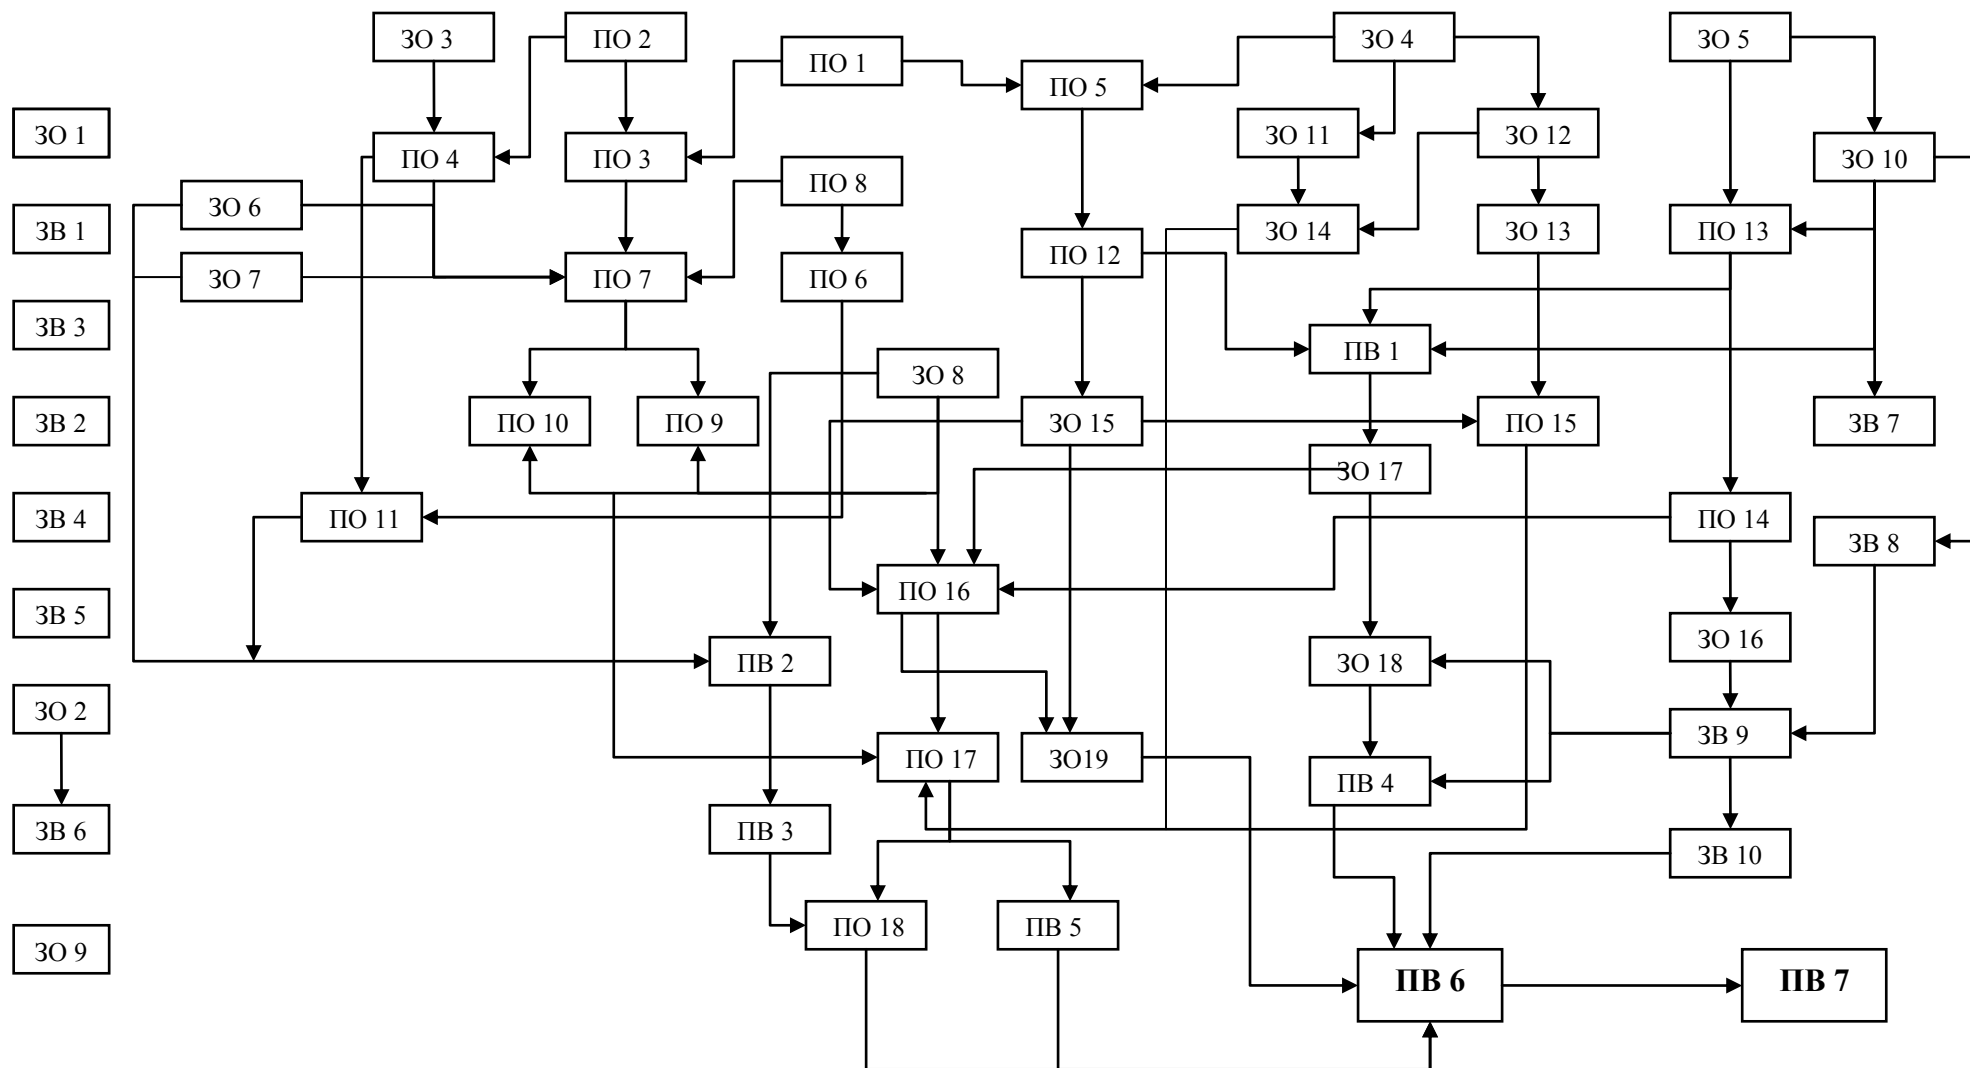 ЗО 3
ПО 2
ПО 1
ЗО 4
ЗО 5
ПО 5
ЗО 1
ЗО 11
ЗО 12
ПО 4
ПО 3
ЗО 10
ПО 8
ЗО 6
ЗВ 1
ЗО 14
ЗО 13
ПО 13
ПО 12
ЗО 7
ПО 7
ПО 6
ЗВ 3
ПВ 1
ЗО 8
ЗВ 2
ПО 10
ПО 9
ЗО 15
ПО 15
ЗВ 7
ЗО 17
ЗВ 4
ПО 11
ПО 14
ЗВ 8
ПО 16
ЗВ 5
ЗО 16
ПВ 2
ЗО 18
ЗО 2
ЗВ 9
ПО 17
ЗО19
ПВ 4
ЗВ 6
ПВ 3
ЗВ 10
ПО 18
ПВ 5
ЗО 9
ПВ 6
ПВ 7